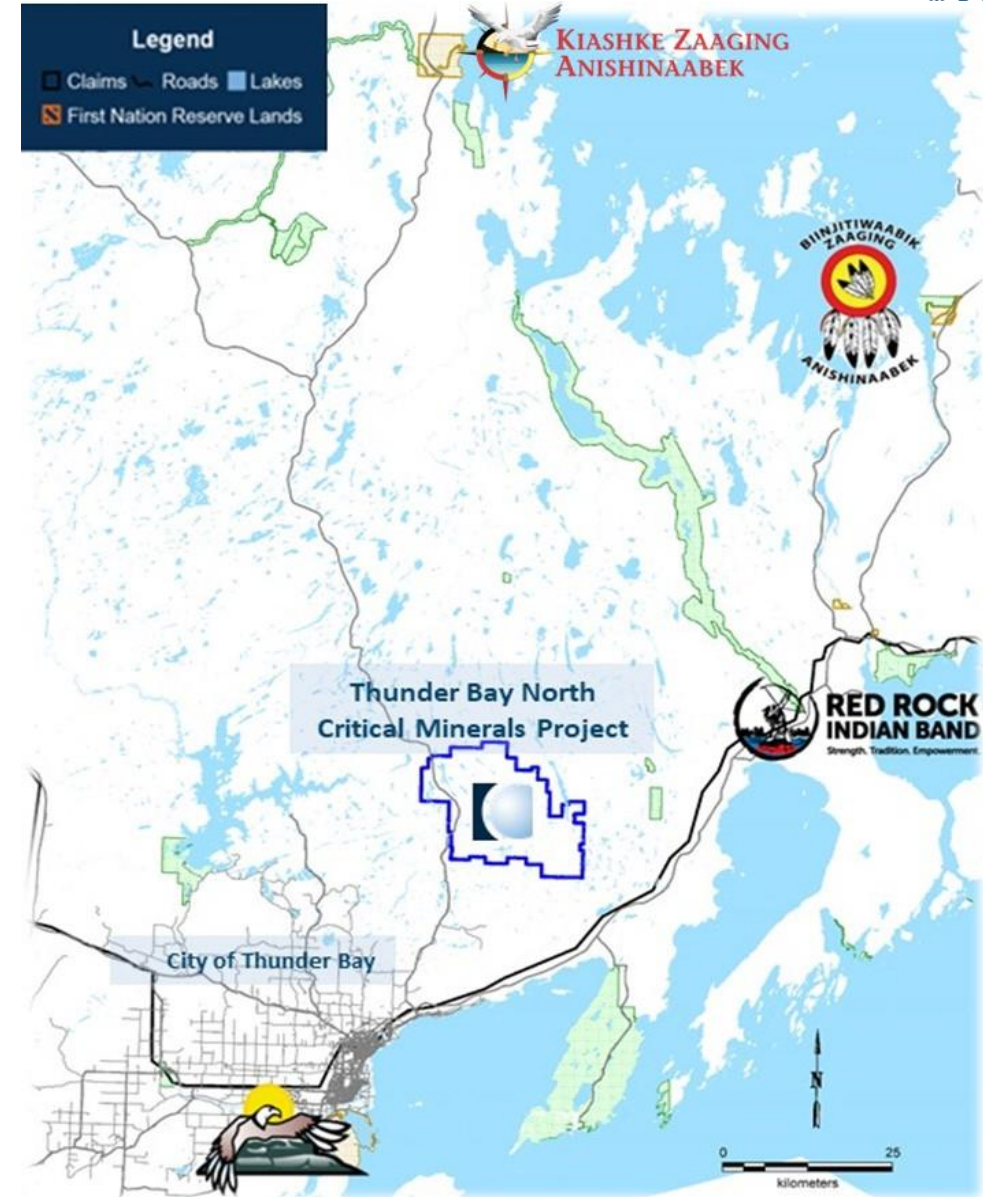 Legend
Claims Roads Lakes
First Nation Reserve Lands
KIASHKE ZAAGING
ANISHINAABEK
BIINJITIWAABIK
ZAAGING
ANISHINAABEK
Thunder Bay North
Critical Minerals Project
RED ROCK
INDIAN BAND
Strength. Tradition. Empowerment.
City of Thunder Bay
N
0 25
kilometers